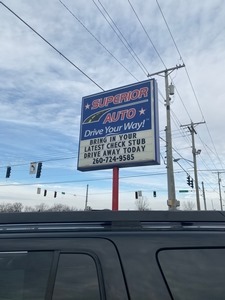 SUPERIOR
AUTO
Drive Your Way!
BRING IN YOUR
LATEST CHECK STUB
DRIVE AWAY TODAY
260-724-9585